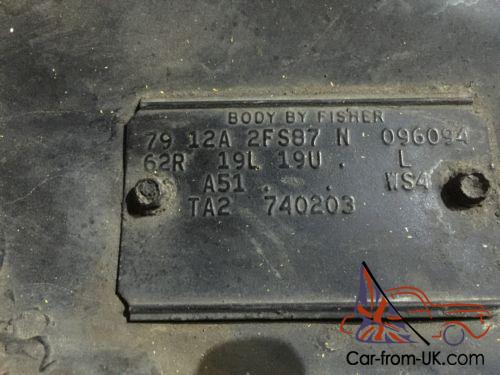 BODY BY FISHER
79 12A 2FS87 N 096094
62R 19L 19U . L
A51 . . WS4
TA2 740203
Car-from-UK.com